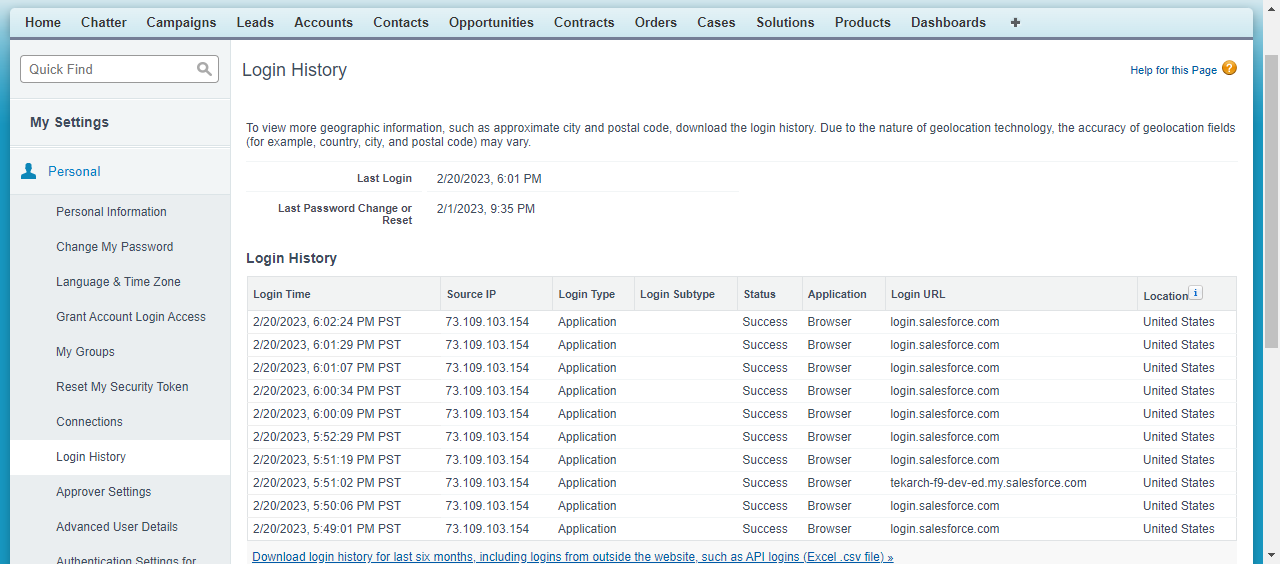 Home Chatter Campaigns Leads Accounts Contacts Opportunities Contracts Orders Cases Solutions Products Dashboards
Quick Find
My Settings
Personal
Personal Information
Change My Password
Language & Time Zone
Grant Account Login Access
My Groups
Reset My Security Token
Connections
Login History
Approver Settings
Advanced User Details
Authentication Settings for
Login History
Help for this Page ?
To view more geographic information, such as approximate city and postal code, download the login history. Due to the nature of geolocation technology, the accuracy of geolocation fields
(for example, country, city, and postal code) may vary.
Last Login 2/20/2023, 6:01 PM
Last Password Change or
Reset
2/1/2023, 9:35 PM
Login History
Login Time Source IP Login Type Login Subtype Status Application Login URL Location i
2/20/2023, 6:02:24 PM PST 73.109.103.154 Application Success Browser login.salesforce.com United States
2/20/2023, 6:01:29 PM PST 73.109.103.154 Application Success Browser login.salesforce.com United States
2/20/2023, 6:01:07 PM PST 73.109.103.154 Application Success Browser login.salesforce.com United States
2/20/2023, 6:00:34 PM PST 73.109.103.154 Application Success Browser login.salesforce.com United States
2/20/2023, 6:00:09 PM PST 73.109.103.154 Application Success Browser login.salesforce.com United States
2/20/2023, 5:52:29 PM PST 73.109.103.154 Application Success Browser login.salesforce.com United States
2/20/2023, 5:51:19 PM PST 73.109.103.154 Application Success Browser login.salesforce.com United States
2/20/2023, 5:51:02 PM PST 73.109.103.154 Application Success Browser tekarch-f9-dev-ed.my.salesforce.com United States
2/20/2023, 5:50:06 PM PST 73.109.103.154 Application Success Browser login.salesforce.com United States
2/20/2023, 5:49:01 PM PST 73.109.103.154 Application Success Browser login.salesforce.com United States
Download login history for last six months, including logins from outside the website, such as API logins (Excel .csv file) »